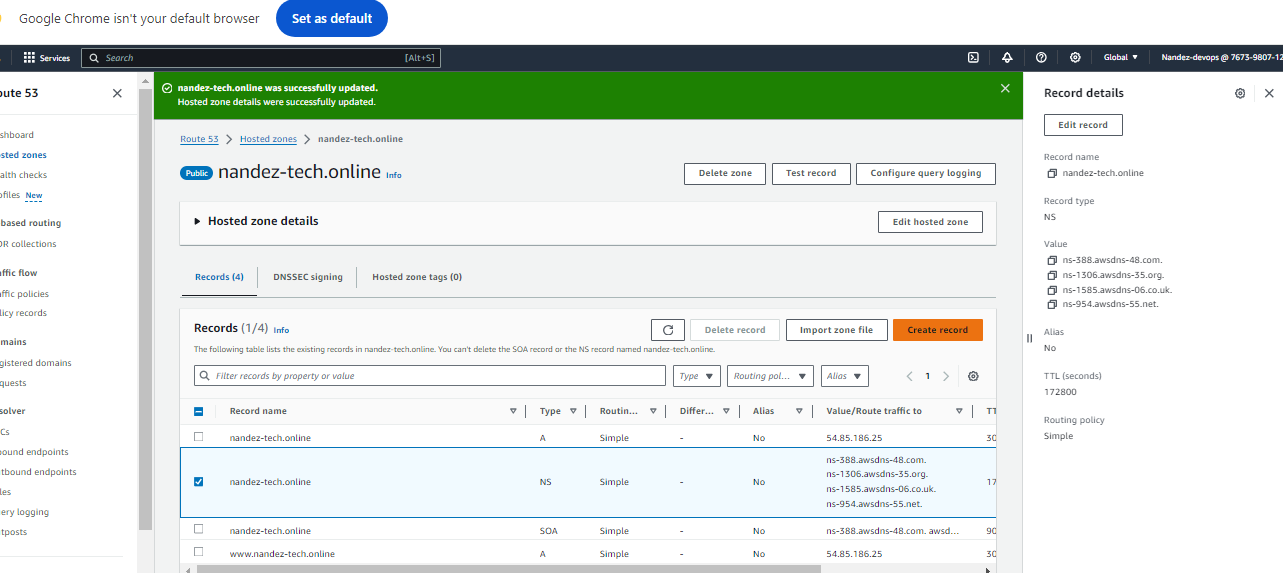 Google Chrome isn't your default browser
Set as default
Services
Search
[Alt+S]
Global
Nandez-devops @ 7673-9807-12
oute 53
shboard
sted zones
alth checks
ofiles New
-based routing
OR collections
affic flow
affic policies
licy records
mains
gistered domains
quests
solver
Cs
bound endpoints
tbound endpoints
les
ery logging
tposts
nandez-tech.online was successfully updated.
Hosted zone details were successfully updated.
Route 53
Hosted zones
nandez-tech.online
Public
nandez-tech.online
Info
Delete zone
Test record
Configure query logging
Hosted zone details
Edit hosted zone
Records (4)
DNSSEC signing
Hosted zone tags (0)
Records (1/4)
Info
Delete record
Import zone file
Create record
The following table lists the existing records in nandez-tech.online. You can't delete the SOA record or the NS record named nandez-tech.online.
Filter records by property or value
Type
Routing pol...
Alias
1
Record name
Type
Routin...
Differ...
Alias
Value/Route traffic to
TT
nandez-tech.online
A
Simple
-
No
54.85.186.25
30
nandez-tech.online
NS
Simple
-
No
ns-388.awsdns-48.com.
ns-1306.awsdns-35.org.
ns-1585.awsdns-06.co.uk.
ns-954.awsdns-55.net.
17
nandez-tech.online
SOA
Simple
-
No
ns-388.awsdns-48.com. awsd...
90
www.nandez-tech.online
A
Simple
-
No
54.85.186.25
30
Record details
Edit record
Record name
nandez-tech.online
Record type
NS
Value
ns-388.awsdns-48.com.
ns-1306.awsdns-35.org.
ns-1585.awsdns-06.co.uk.
ns-954.awsdns-55.net.
Alias
No
TTL (seconds)
172800
Routing policy
Simple